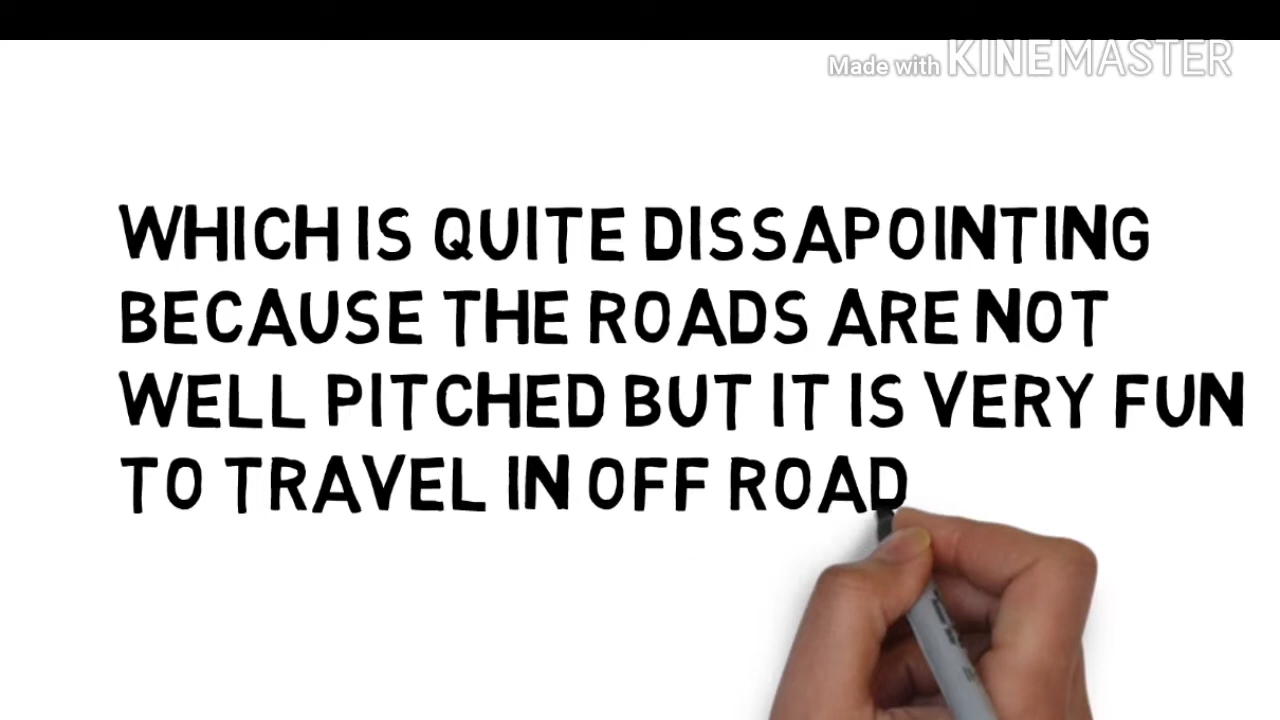 Made with KINEMASTER
WHICH IS QUITE DISSAPOINTING
BECAUSE THE ROADS ARE NOT
WELL PITCHED BUT IT IS VERY FUN
TO TRAVEL IN OFF ROAD